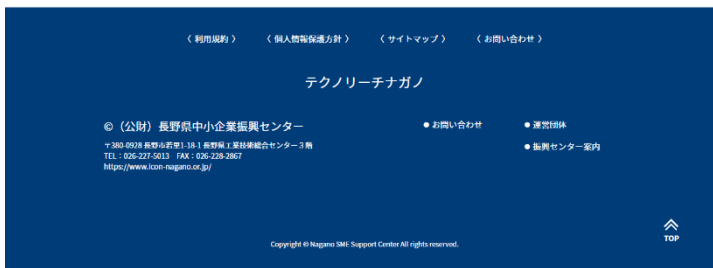 〈 利用規約 〉 〈 個人情報保護方針 〉 〈 サイトマップ 〉 〈 お問い合わせ 〉
テクノリーチナガノ
©（公財）長野県中小企業振興センター
〒380-0928 長野市若里1-18-1 長野県工業技術総合センター３階
TEL：026-227-5013 FAX：026-228-2867
https://www.icon-nagano.or.jp/
● お問い合わせ
● 運営団体
● 振興センター案内
TOP
Copyright © Nagano SME Support Center All rights reserved.